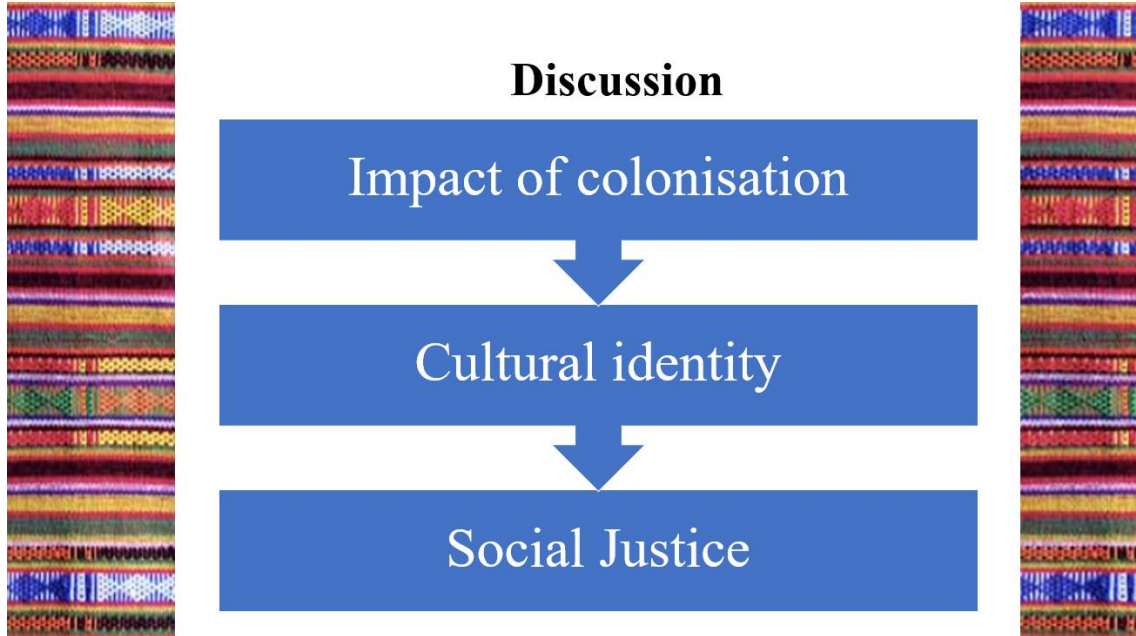 Discussion
Impact of colonisation
Cultural identity
Social Justice